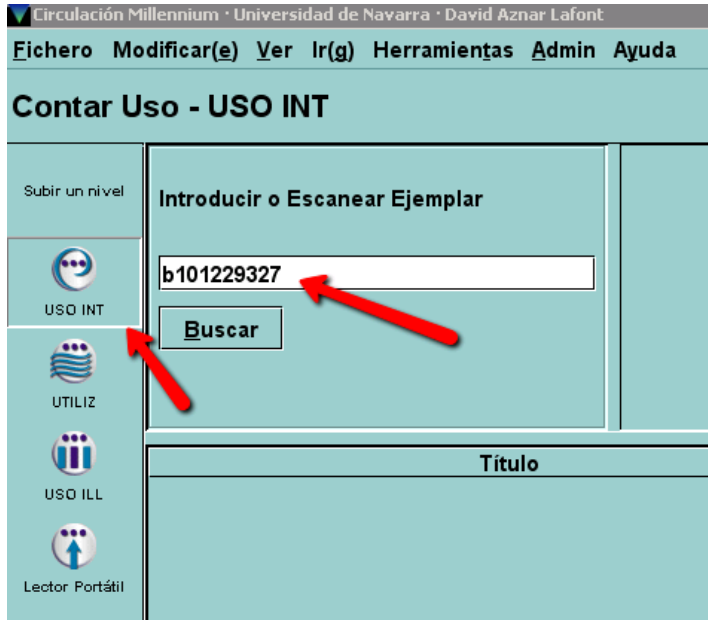 Circulación Millennium · Universidad de Navarra · David Aznar Lafont
Fichero Modificar(e) Ver Ir(g) Herramientas Admin Ayuda
Contar Uso - USO INT
Subir un nivel
Introducir o Escanear Ejemplar
b101229327
USO INT
Buscar
UTILIZ
Título
USO ILL
Lector Portátil